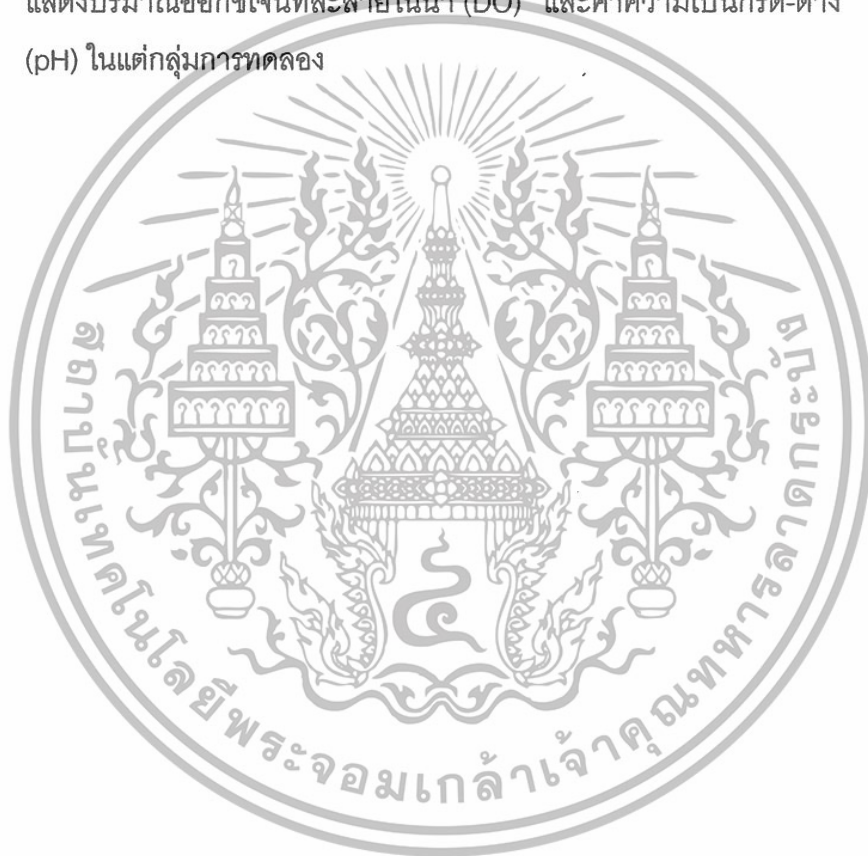 แสดงปริมาณออกซิเจนที่ละลายในน้ำ (DO) และค่าความเป็นกรด-ด่าง
(pH) ในแต่กลุ่มการทดลอง
สถาบันเทคโนโลยีพระจอมเกล้าเจ้าคุณทหารลาดกระบัง
๔